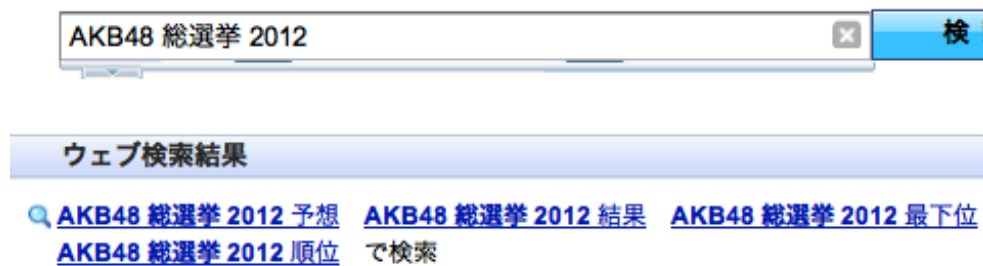 AKB48 総選挙 2012
検
ウェブ検索結果
AKB48 総選挙 2012 予想 AKB48 総選挙 2012 結果 AKB48 総選挙 2012 最下位
AKB48 総選挙 2012 順位 で検索